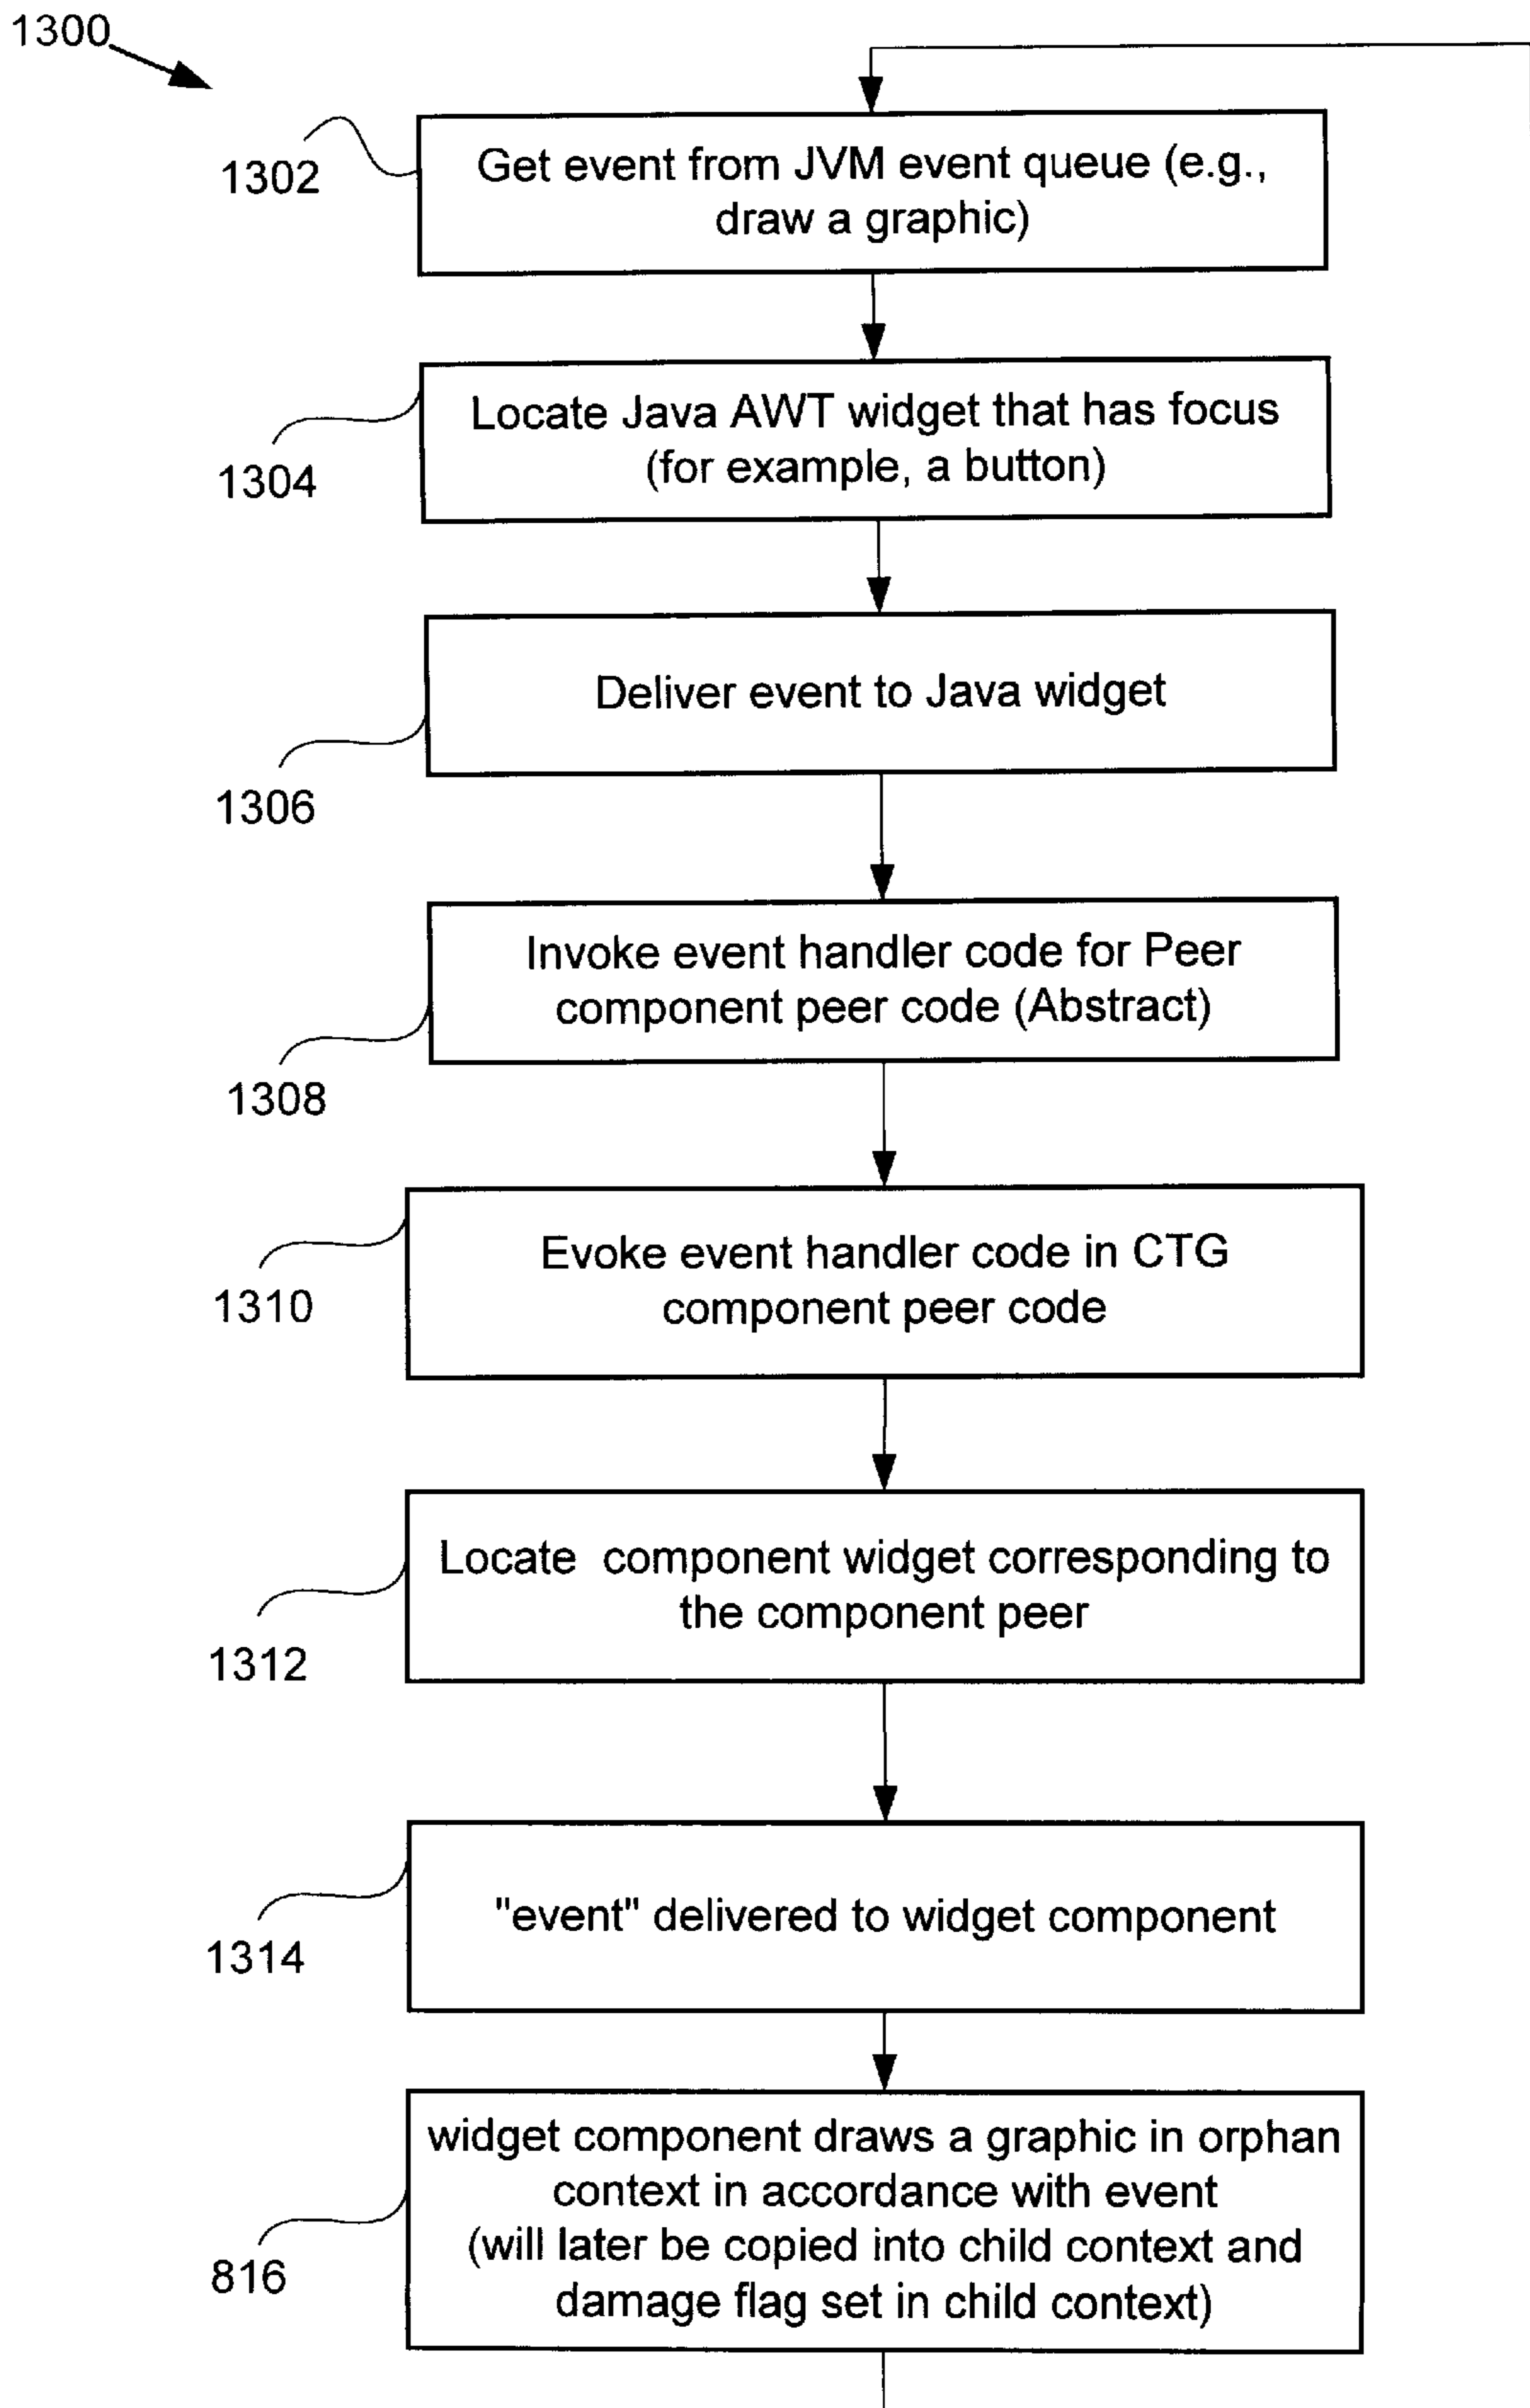 1300
1302
Get event from JVM event queue (e.g.,
draw a graphic)
1304
Locate Java AWT widget that has focus
(for example, a button)
1306
Deliver event to Java widget
1308
Invoke event handler code for Peer
component peer code (Abstract)
1310
Evoke event handler code in CTG
component peer code
1312
Locate component widget corresponding to
the component peer
1314
"event" delivered to widget component
816
widget component draws a graphic in orphan
context in accordance with event
(will later be copied into child context and
damage flag set in child context)